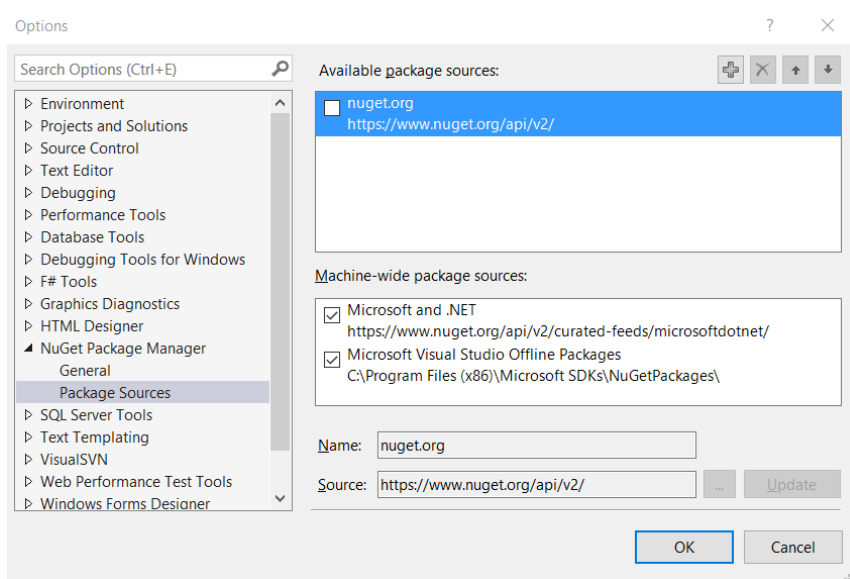 Options
Search Options (Ctrl+E)
Environment
Projects and Solutions
Source Control
Text Editor
Debugging
Performance Tools
Database Tools
Debugging Tools for Windows
F# Tools
Graphics Diagnostics
HTML Designer
NuGet Package Manager
General
Package Sources
SQL Server Tools
Text Templating
VisualSVN
Web Performance Test Tools
Windows Forms Designer
Available package sources:
nuget.org
https://www.nuget.org/api/v2/
Machine-wide package sources:
Microsoft and .NET
https://www.nuget.org/api/v2/curated-feeds/microsoftdotnet/
Microsoft Visual Studio Offline Packages
C:\Program Files (x86)\Microsoft SDKs\NuGetPackages\
Name: nuget.org
Source: https://www.nuget.org/api/v2/ ... Update
OK Cancel